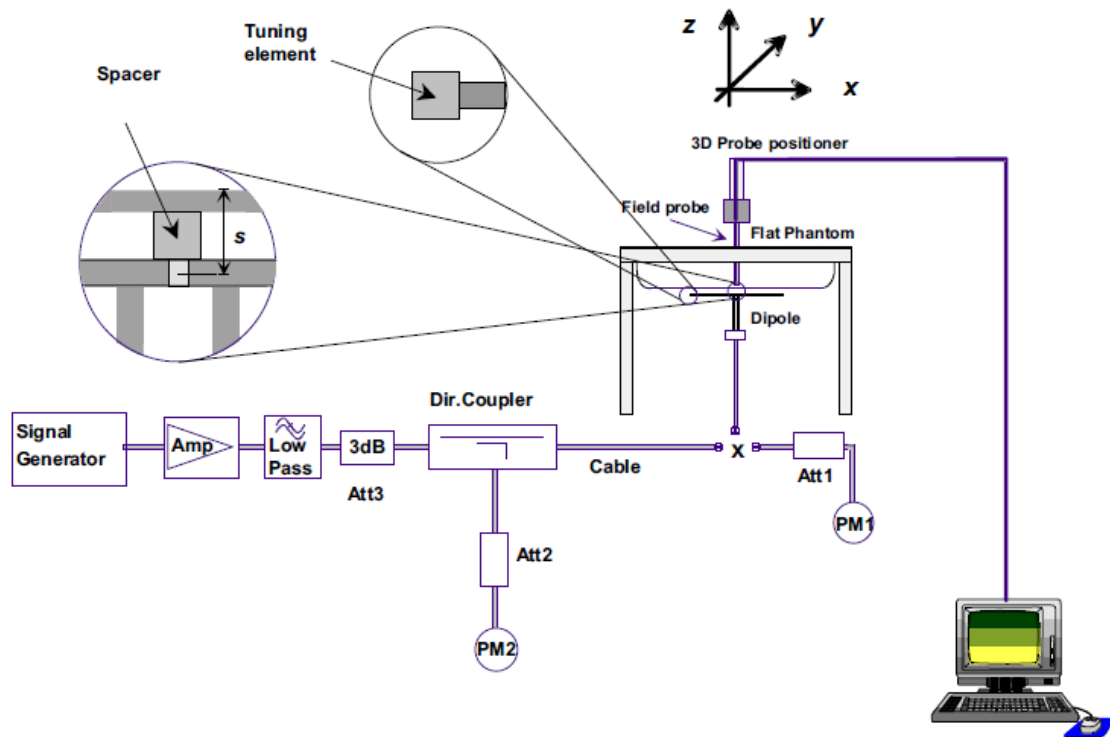 Tuning
element
Spacer
z
y
x
3D Probe positioner
Field probe
Flat Phantom
s
Dipole
Dir.Coupler
Signal
Generator
Amp
Low
Pass
3dB
Att3
Cable
x
Att1
PM1
Att2
PM2